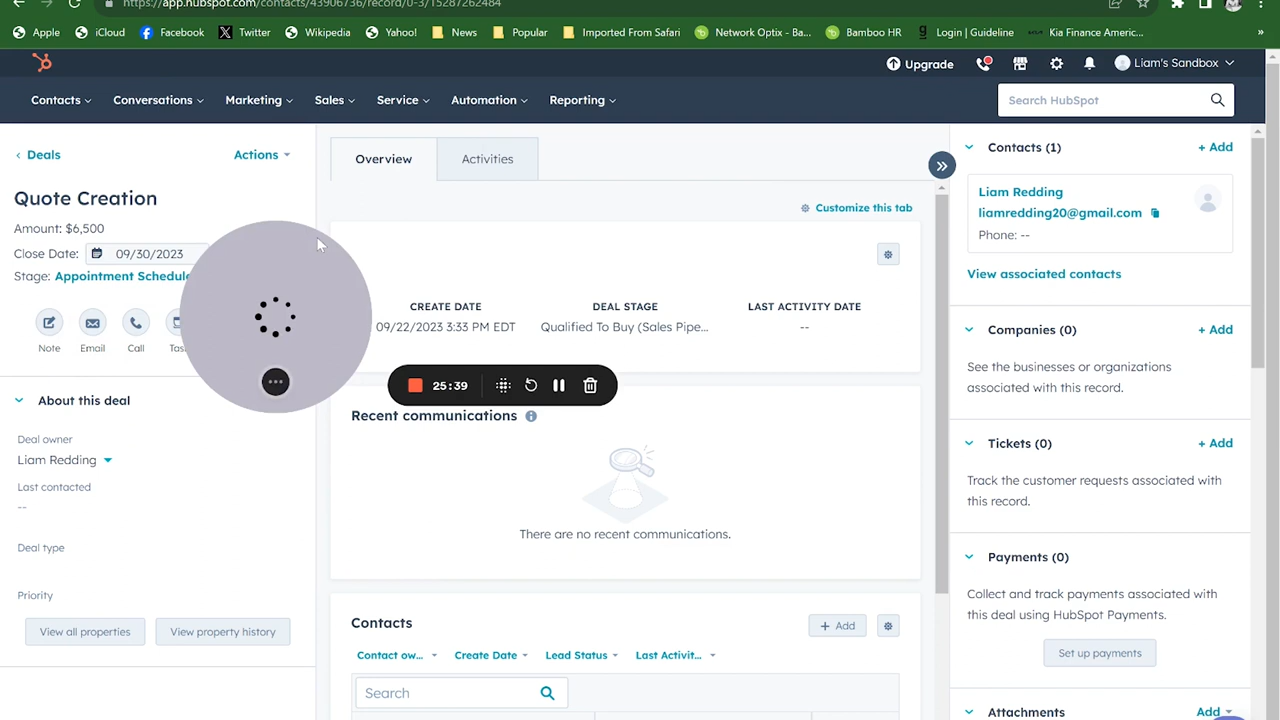 https://app.hubspot.com/contacts/43906736/record/0-3/15287262484
Apple iCloud Facebook Twitter Wikipedia Yahoo! News Popular Imported From Safari Network Optix - Ba... Bamboo HR Login | Guideline Kia Finance Americ... »
Upgrade Liam's Sandbox
Contacts Conversations Marketing Sales Service Automation Reporting Search HubSpot
Deals Actions
Overview Activities
Quote Creation
Amount: $6,500
Close Date: 09/30/2023
Stage: Appointment Schedule
Note Email Call
Customize this tab
CREATE DATE DEAL STAGE LAST ACTIVITY DATE
09/22/2023 3:33 PM EDT Qualified To Buy (Sales Pipe... --
25:39
About this deal
Deal owner
Liam Redding
Last contacted
--
Deal type
Priority
View all properties View property history
Recent communications
There are no recent communications.
Contacts
+ Add
Contact ow... Create Date Lead Status Last Activit...
Search
Contacts (1) + Add
Liam Redding
liamredding20@gmail.com
Phone: --
View associated contacts
Companies (0) + Add
See the businesses or organizations
associated with this record.
Tickets (0) + Add
Track the customer requests associated with
this record.
Payments (0)
Collect and track payments associated with
this deal using HubSpot Payments.
Set up payments
Attachments Add